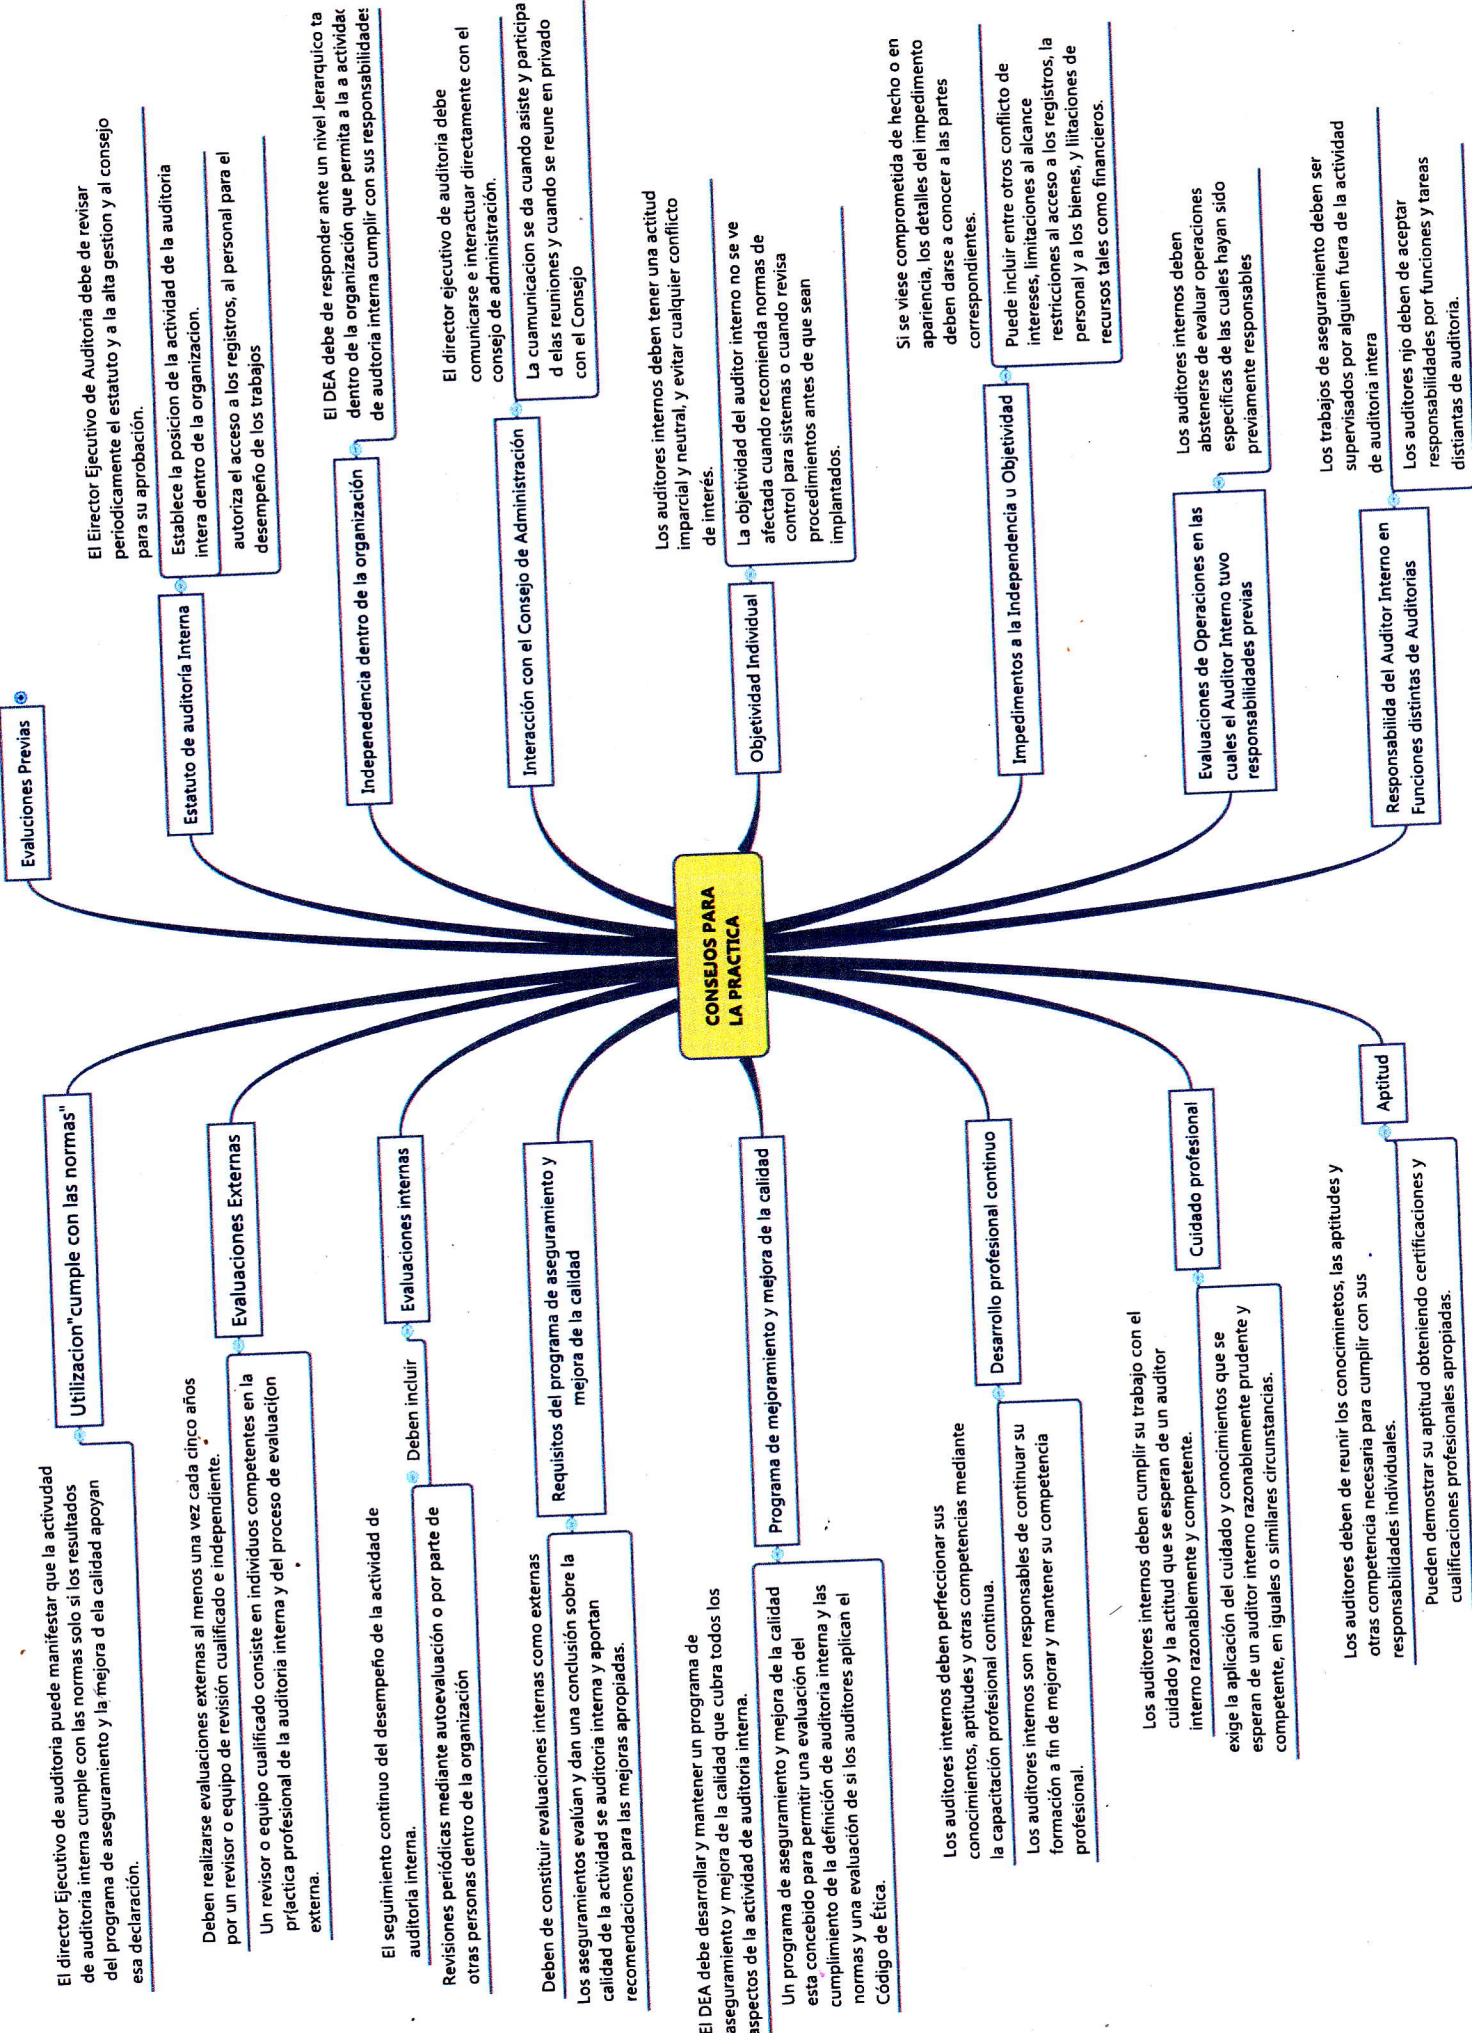 CONSEJOS PARA
LA PRACTICA
Evaluciones Previas
Estatuto de auditoría Interna
El Eirector Ejecutivo de Auditoria debe de revisar
periodicamente el estatuto y a la alta gestion y al consejo
para su aprobación.
Establece la posicion de la actividad de la auditoria
intera dentro de la organizacion.
autoriza el acceso a los registros, al personal para el
desempeño de los trabajos
Indepenedencia dentro de la organización
El DEA debe de responder ante un nivel Jerarquico ta
dentro de la organización que permita a la a actividad
de audtoria interna cumplir con sus responsabilidades
Interacción con el Consejo de Administración
El director ejecutivo de auditoria debe
comunicarse e interactuar directamente con el
consejo de administración.
La cuamunicacion se da cuando asiste y participa
d elas reuniones y cuando se reune en privado
con el Consejo
Objetividad Individual
Los auditores internos deben tener una actitud
imparcial y neutral, y evitar cualquier conflicto
de interés.
La objetividad del auditor interno no se ve
afectada cuando recomienda normas de
control para sistemas o cuando revisa
procedimientos antes de que sean
implantados.
Impedimentos a la Independencia u Objetividad
Si se viese comprometida de hecho o en
apariencia, los detalles del impedimento
deben darse a conocer a las partes
correspondientes.
Puede incluir entre otros conflicto de
intereses, limitaciones al alcance
restricciones al acceso a los registros, la
personal y a los bienes, y liitaciones de
recursos tales como financieros.
Evaluaciones de Operaciones en las
cuales el Auditor Interno tuvo
responsabilidades previas
Los auditores internos deben
abstenerse de evaluar operaciones
especificas de las cuales hayan sido
previamente responsables
Responsabilida del Auditor Interno en
Funciones distintas de Auditorias
Los trabajos de aseguramiento deben ser
supervisados por alguien fuera de la actividad
de auditoria intera
Los auditores njo deben de aceptar
responsabilidades por funciones y tareas
distiantas de auditoria.
Utilizacion"cumple con las normas"
El director Ejecutivo de auditoria puede manifestar que la activudad
de auditoria interna cumple con las normas solo si los resultados
del programa de aseguramiento y la mejora d ela calidad apoyan
esa declaración.
Evaluaciones Externas
Deben realizarse evaluaciones externas al menos una vez cada cinco años
por un revisor o equipo de revisión cualificado e independiente.
Un revisor o equipo cualificado consiste en individuos competentes en la
pr{actica profesional de la auditoria interna y del proceso de evaluaci{on
externa.
Evaluaciones internas
Deben incluir
El seguimiento continuo del desempeño de la actividad de
auditoria interna.
Revisiones periódicas mediante autoevaluación o por parte de
otras personas dentro de la organización
Requisitos del programa de aseguramiento y
mejora de la calidad
Deben de constituir evaluaciones internas como externas
Los aseguramientos evalúan y dan una conclusión sobre la
calidad de la actividad se auditoria interna y aportan
recomendaciones para las mejoras apropiadas.
Programa de mejoramiento y mejora de la calidad
El DEA debe desarrollar y mantener un programa de
aseguramiento y mejora de la calidad que cubra todos los
aspectos de la actividad de auditoria interna.
Un programa de aseguramiento y mejora de la calidad
esta concebido para permitir una evaluación del
cumplimiento de la definición de auditoria interna y las
normas y una evaluación de si los auditores aplican el
Código de Ética.
Desarrollo profesional continuo
Los auditores internos deben perfeccionar sus
conocimientos, aptitudes y otras competencias mediante
la capacitación profesional continua.
Los auditores internos son responsables de continuar su
formación a fin de mejorar y mantener su competencia
profesional.
Cuidado profesional
Los auditores internos deben cumplir su trabajo con el
cuidado y la actitud que se esperan de un auditor
interno razonablemente y competente.
exige la aplicación del cuidado y conocimientos que se
esperan de un auditor interno razonablemente prudente y
competente, en iguales o similares circunstancias.
Aptitud
Los auditores deben de reunir los conociminetos, las aptitudes y
otras competencia necesaria para cumplir con sus
responsabilidades individuales.
Pueden demostrar su aptitud obteniendo certificaciones y
cualificaciones profesionales apropiadas.